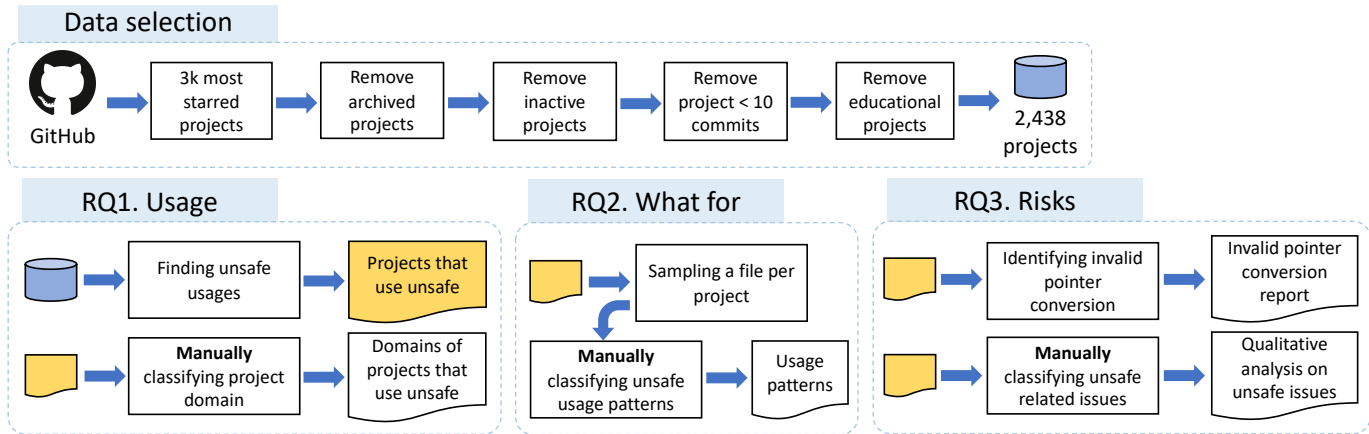 Data selection
GitHub
3k most
starred
projects
Remove
archived
projects
Remove
inactive
projects
Remove
project < 10
commits
Remove
educational
projects
2,438
projects
RQ1. Usage
Finding unsafe
usages
Projects that
use unsafe
Manually
classifying project
domain
Domains of
projects that
use unsafe
RQ2. What for
Sampling a file per
project
Manually
classifying unsafe
usage patterns
Usage
patterns
RQ3. Risks
Identifying invalid
pointer
conversion
Invalid pointer
conversion
report
Manually
classifying unsafe
related issues
Qualitative
analysis on
unsafe issues